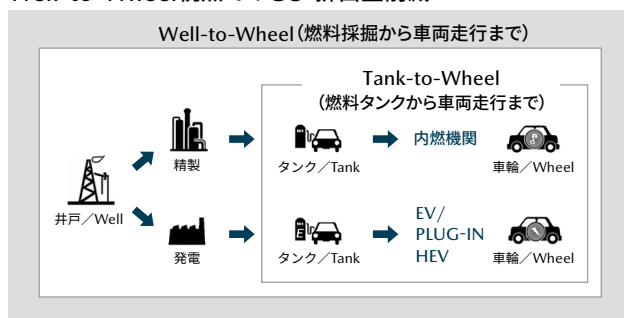 Well-to-Wheel（燃料採掘から車両走行まで）
Tank-to-Wheel
（燃料タンクから車両走行まで）
精製
タンク／Tank
内燃機関
車輪／Wheel
井戸／Well
発電
E
タンク／Tank
EV/
PLUG-IN
HEV
車輪／Wheel